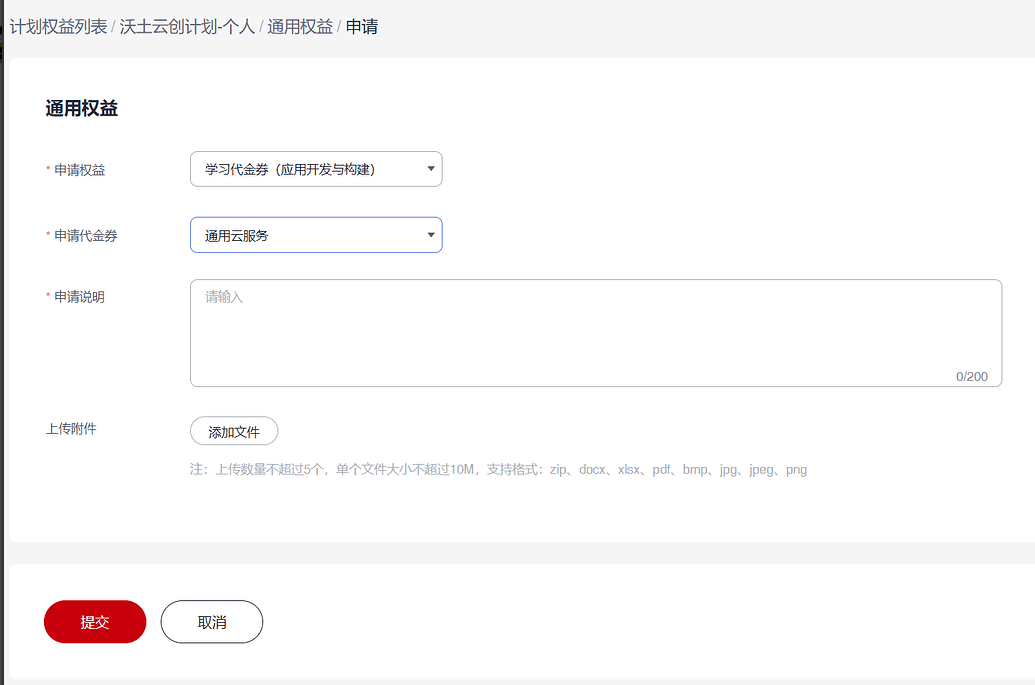 计划权益列表 / 沃土云创计划-个人 / 通用权益 / 申请
通用权益
* 申请权益
学习代金券（应用开发与构建）
* 申请代金券
通用云服务
* 申请说明
请输入
0/200
上传附件
添加文件
注：上传数量不超过5个，单个文件大小不超过10M，支持格式：zip、docx、xlsx、pdf、bmp、jpg、jpeg、png
提交
取消